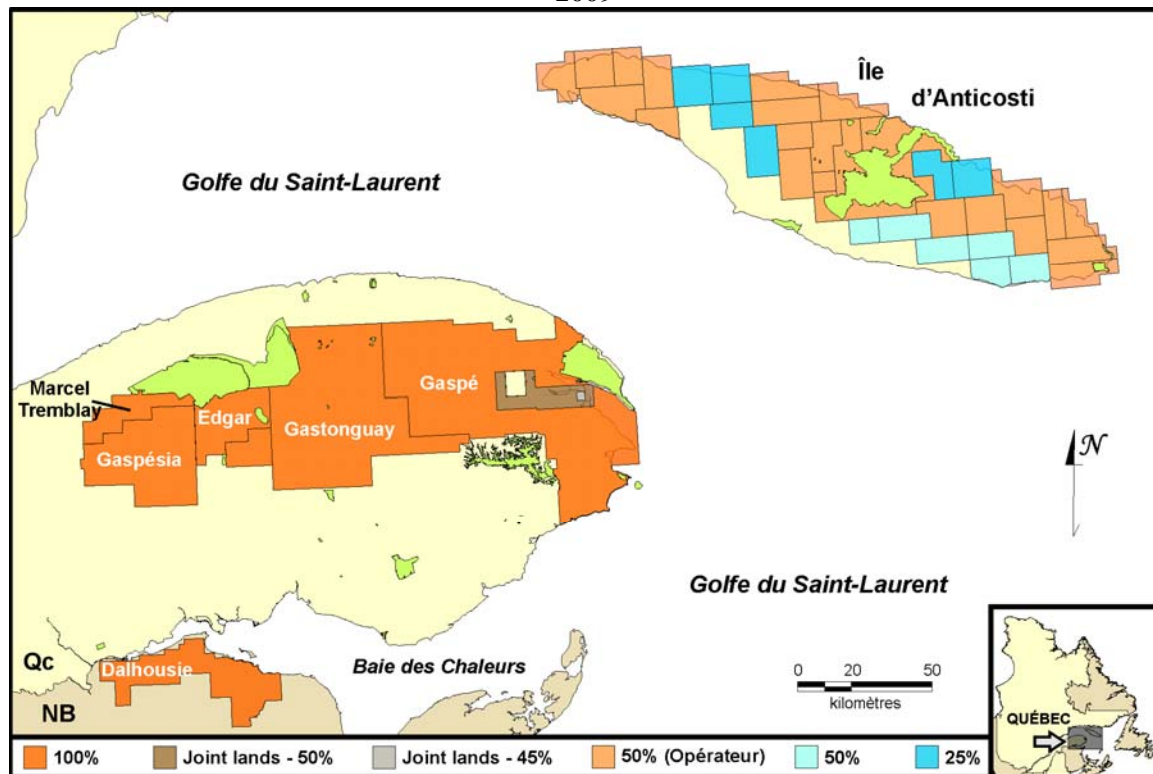 Île
d'Anticosti
Golfe du Saint-Laurent
Marcel
Tremblay
Edgar
Gaspé
Gastonguay
Gaspésia
N
Golfe du Saint-Laurent
Qc
Dalhousie
Baie des Chaleurs
NB
0 20 50
kilomètres
QUÉBEC
100%
Joint lands - 50%
Joint lands - 45%
50% (Opérateur)
50%
25%